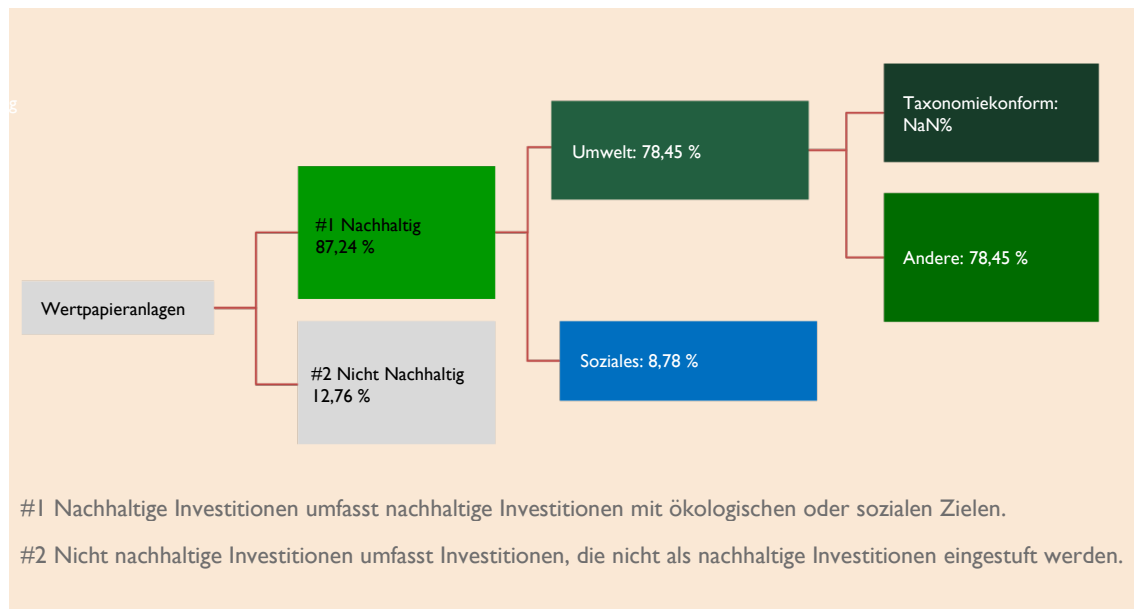 Taxonomiekonform:
NaN%
Umwelt: 78,45 %
#1 Nachhaltig
87,24 %
Andere: 78,45 %
Wertpapieranlagen
Soziales: 8,78 %
#2 Nicht Nachhaltig
12,76 %
#1 Nachhaltige Investitionen umfasst nachhaltige Investitionen mit ökologischen oder sozialen Zielen.
#2 Nicht nachhaltige Investitionen umfasst Investitionen, die nicht als nachhaltige Investitionen eingestuft werden.